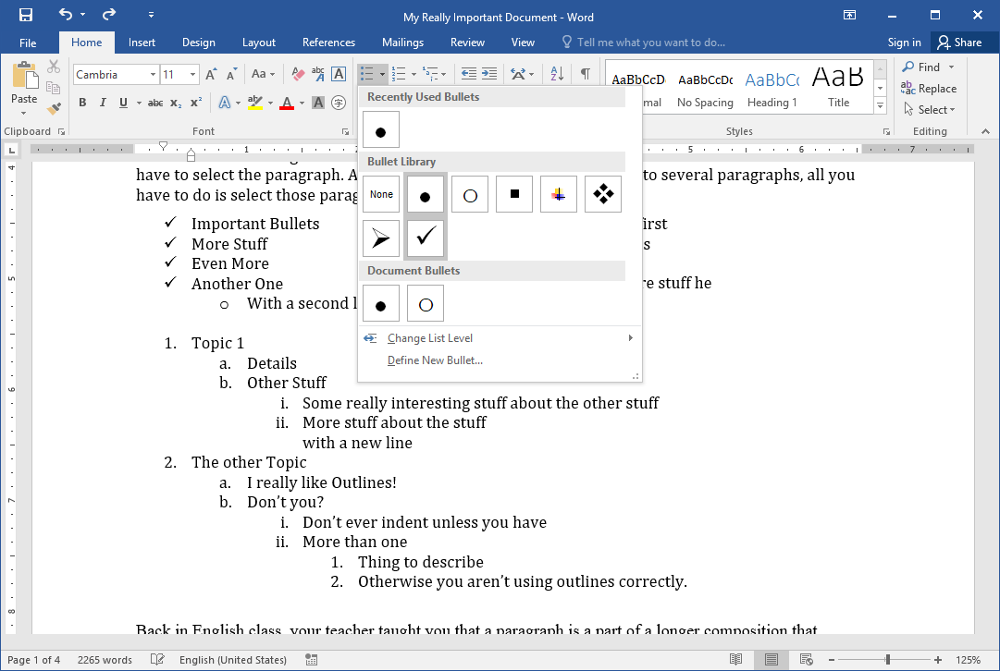 My Really Important Document - Word
File Home Insert Design Layout References Mailings Review View Tell me what you want to do... Sign in Share
Paste
Clipboard
Cambria 11 Aa
B I U abc
Font
AaBbCcD AaBbCcDc AaBbCc AaB
mal No Spacing Heading 1 Title
Styles
Find
Replace
Select
Editing
Recently Used Bullets
Bullet Library
None
Document Bullets
Change List Level
Define New Bullet...
have to select the paragraph. A to several paragraphs, all you
have to do is select those parag
✓ Important Bullets first
✓ More Stuff s
✓ Even More
✓ Another One re stuff he
o With a second l
1. Topic 1
a. Details
b. Other Stuff
i. Some really interesting stuff about the other stuff
ii. More stuff about the stuff
with a new line
2. The other Topic
a. I really like Outlines!
b. Don’t you?
i. Don’t ever indent unless you have
ii. More than one
1. Thing to describe
2. Otherwise you aren’t using outlines correctly.
Back in English class, your teacher taught you that a paragraph is a part of a longer composition that
Page 1 of 4 2265 words English (United States) 125%